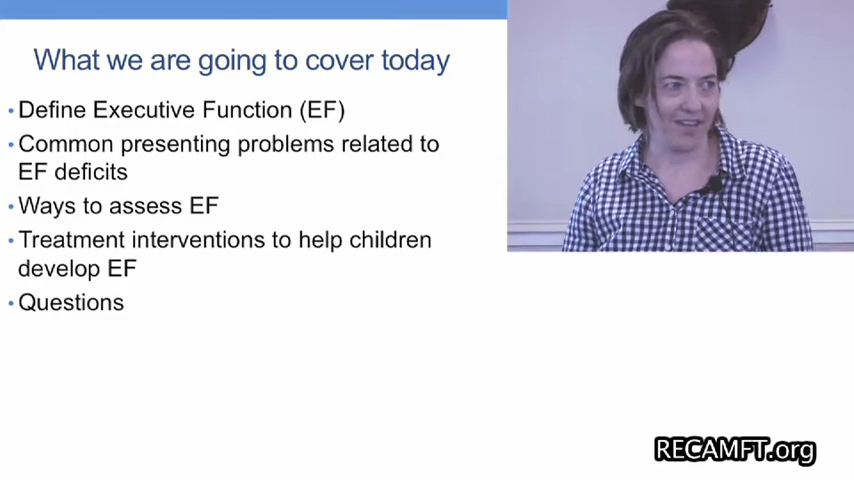 What we are going to cover today
• Define Executive Function (EF)
• Common presenting problems related to
EF deficits
• Ways to assess EF
• Treatment interventions to help children
develop EF
• Questions
RECAMFT.org